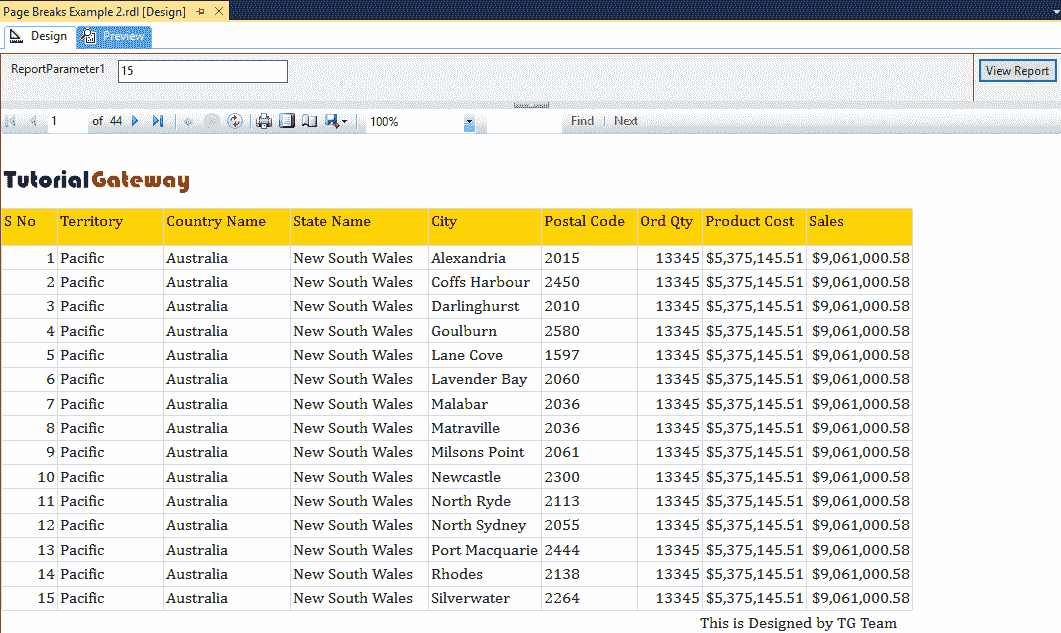 Page Breaks Example 2.rdl [Design]
Design Preview
ReportParameter1 15 View Report
1 of 44 100% Find | Next
TutorialGateway
S No Territory Country Name State Name City Postal Code Ord Qty Product Cost Sales
1 Pacific Australia New South Wales Alexandria 2015 13345 $5,375,145.51 $9,061,000.58
2 Pacific Australia New South Wales Coffs Harbour 2450 13345 $5,375,145.51 $9,061,000.58
3 Pacific Australia New South Wales Darlinghurst 2010 13345 $5,375,145.51 $9,061,000.58
4 Pacific Australia New South Wales Goulburn 2580 13345 $5,375,145.51 $9,061,000.58
5 Pacific Australia New South Wales Lane Cove 1597 13345 $5,375,145.51 $9,061,000.58
6 Pacific Australia New South Wales Lavender Bay 2060 13345 $5,375,145.51 $9,061,000.58
7 Pacific Australia New South Wales Malabar 2036 13345 $5,375,145.51 $9,061,000.58
8 Pacific Australia New South Wales Matraville 2036 13345 $5,375,145.51 $9,061,000.58
9 Pacific Australia New South Wales Milsons Point 2061 13345 $5,375,145.51 $9,061,000.58
10 Pacific Australia New South Wales Newcastle 2300 13345 $5,375,145.51 $9,061,000.58
11 Pacific Australia New South Wales North Ryde 2113 13345 $5,375,145.51 $9,061,000.58
12 Pacific Australia New South Wales North Sydney 2055 13345 $5,375,145.51 $9,061,000.58
13 Pacific Australia New South Wales Port Macquarie 2444 13345 $5,375,145.51 $9,061,000.58
14 Pacific Australia New South Wales Rhodes 2138 13345 $5,375,145.51 $9,061,000.58
15 Pacific Australia New South Wales Silverwater 2264 13345 $5,375,145.51 $9,061,000.58
This is Designed by TG Team